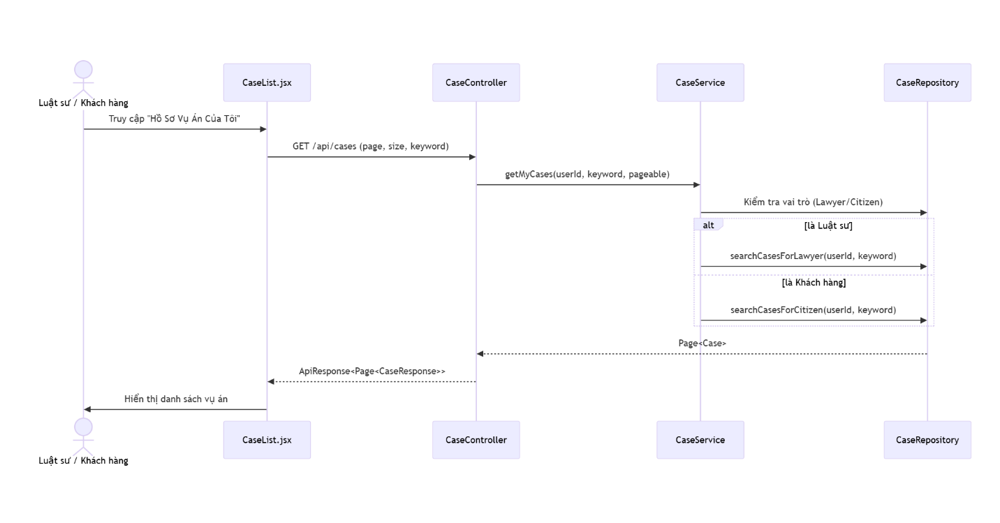 CaseList.jsx
CaseController
CaseService
CaseRepository
Luật sư / Khách hàng
Truy cập "Hồ Sơ Vụ Án Của Tôi"
GET /api/cases (page, size, keyword)
getMyCases(userId, keyword, pageable)
Kiểm tra vai trò (Lawyer/Citizen)
alt
[là Luật sư]
searchCasesForLawyer(userId, keyword)
[là Khách hàng]
searchCasesForCitizen(userId, keyword)
Page<Case>
ApiResponse<Page<CaseResponse>>
Hiển thị danh sách vụ án
CaseList.jsx
CaseController
CaseService
CaseRepository
Luật sư / Khách hàng